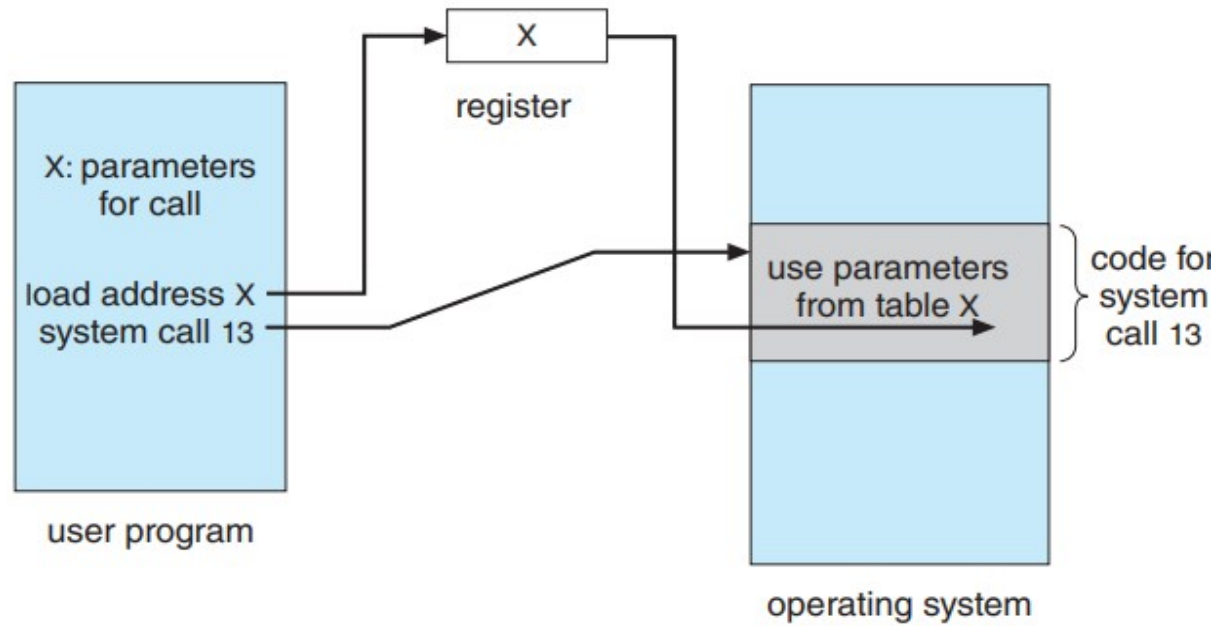 X
register
X: parameters
for call
load address X
system call 13
user program
use parameters
from table X
code for
system
call 13
operating system